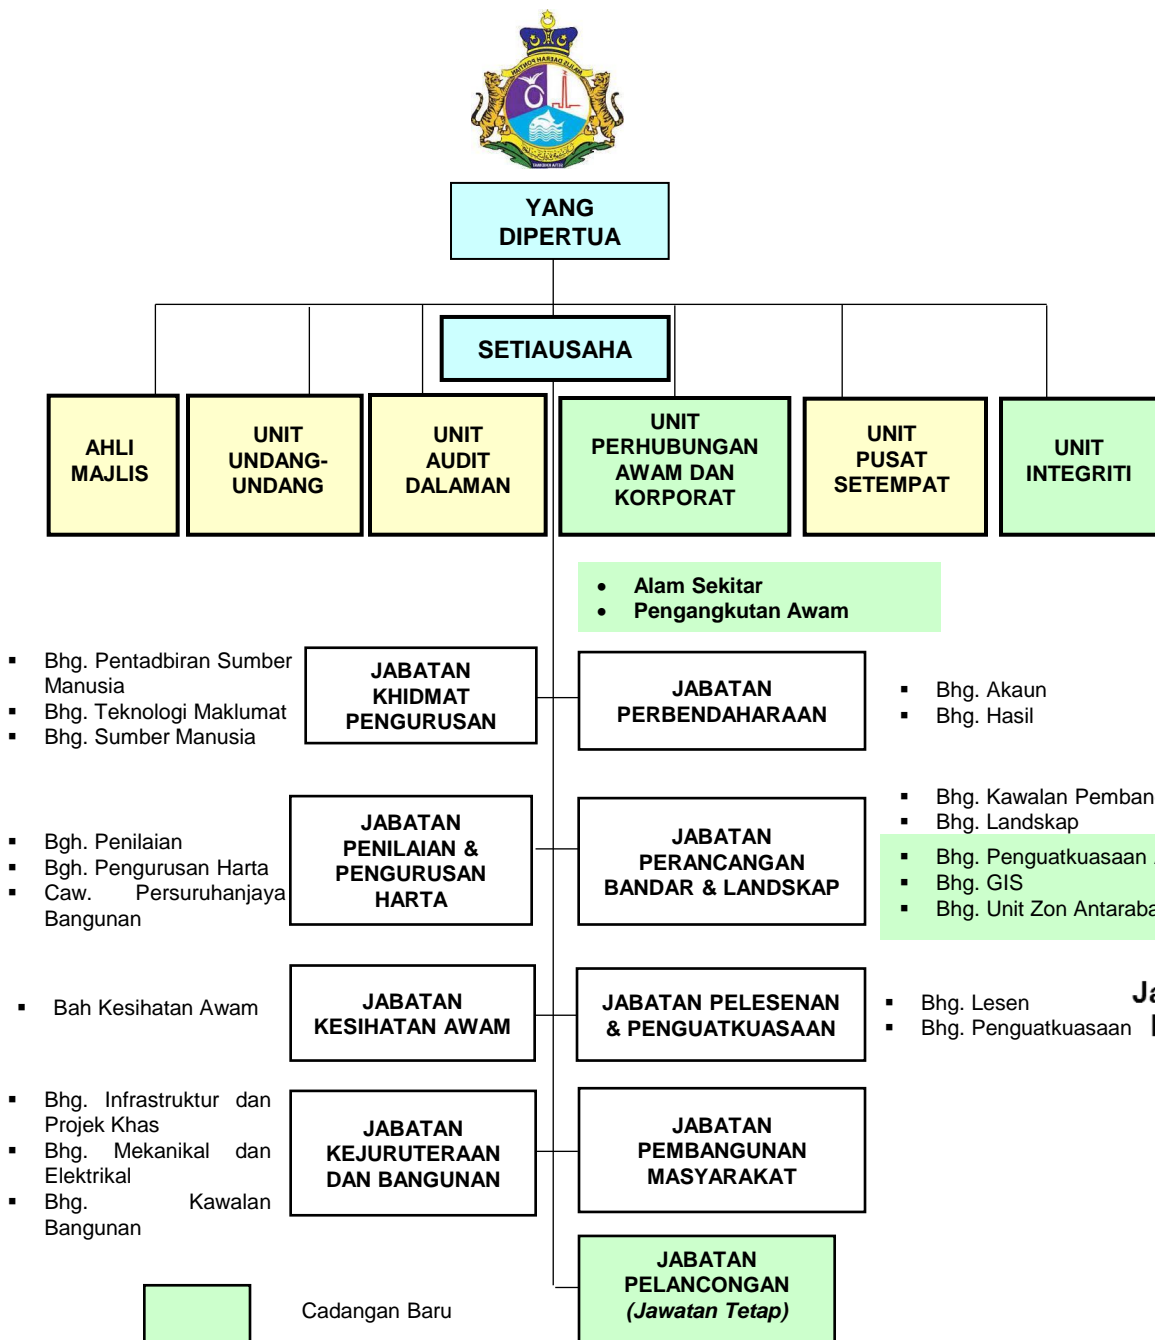 MAJLIS DAERAH PONTIAN
YANG
DIPERTUA
SETIAUSAHA
AHLI
MAJLIS
UNIT
UNDANG-
UNDANG
UNIT
AUDIT
DALAMAN
UNIT
PERHUBUNGAN
AWAM DAN
KORPORAT
UNIT
PUSAT
SETEMPAT
UNIT
INTEGRITI
• Alam Sekitar
• Pengangkutan Awam
▪ Bhg. Pentadbiran Sumber
Manusia
▪ Bhg. Teknologi Maklumat
▪ Bhg. Sumber Manusia
JABATAN
KHIDMAT
PENGURUSAN
JABATAN
PERBENDAHARAAN
▪ Bhg. Akaun
▪ Bhg. Hasil
▪ Bgh. Penilaian
▪ Bgh. Pengurusan Harta
▪ Caw. Persuruhanjaya
Bangunan
JABATAN
PENILAIAN &
PENGURUSAN
HARTA
JABATAN
PERANCANGAN
BANDAR & LANDSKAP
▪ Bhg. Kawalan Pemban
▪ Bhg. Landskap
▪ Bhg. Penguatkuasaan
▪ Bhg. GIS
▪ Bhg. Unit Zon Antaraba
▪ Bah Kesihatan Awam
JABATAN
KESIHATAN AWAM
JABATAN PELESENAN
& PENGUATKUASAAN
▪ Bhg. Lesen
▪ Bhg. Penguatkuasaan
Ja
▪ Bhg. Infrastruktur dan
Projek Khas
▪ Bhg. Mekanikal dan
Elektrikal
▪ Bhg. Kawalan
Bangunan
JABATAN
KEJURUTERAAN
DAN BANGUNAN
JABATAN
PEMBANGUNAN
MASYARAKAT
JABATAN
PELANCONGAN
(Jawatan Tetap)
Cadangan Baru